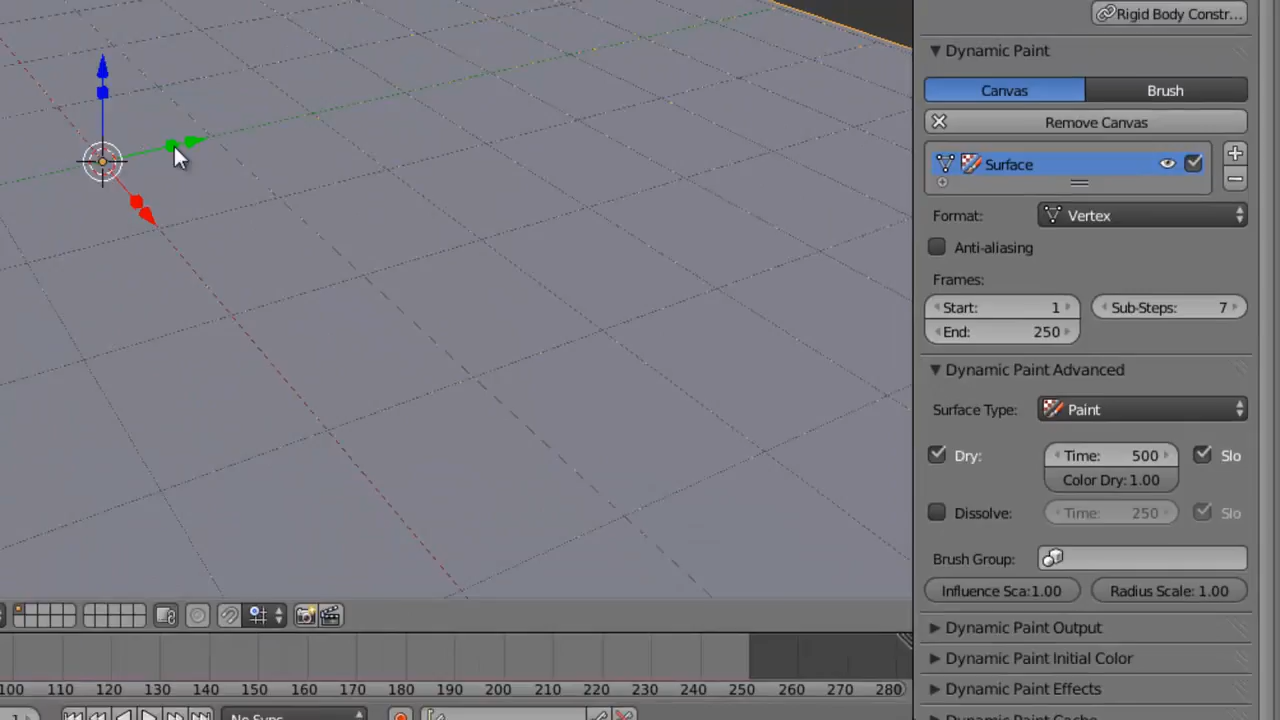 Rigid Body Constr...
Dynamic Paint
Canvas Brush
Remove Canvas
Surface
Format: Vertex
Anti-aliasing
Frames:
Start: 1 Sub-Steps: 7
End: 250
Dynamic Paint Advanced
Surface Type: Paint
Dry: Time: 500 Slo
Color Dry: 1.00
Dissolve: Time: 250 Slo
Brush Group:
Influence Sca:1.00 Radius Scale: 1.00
Dynamic Paint Output
Dynamic Paint Initial Color
Dynamic Paint Effects
100 110 120 130 140 150 160 170 180 190 200 210 220 230 240 250 260 270 280
Dynamic Paint Cache
1 No Sync